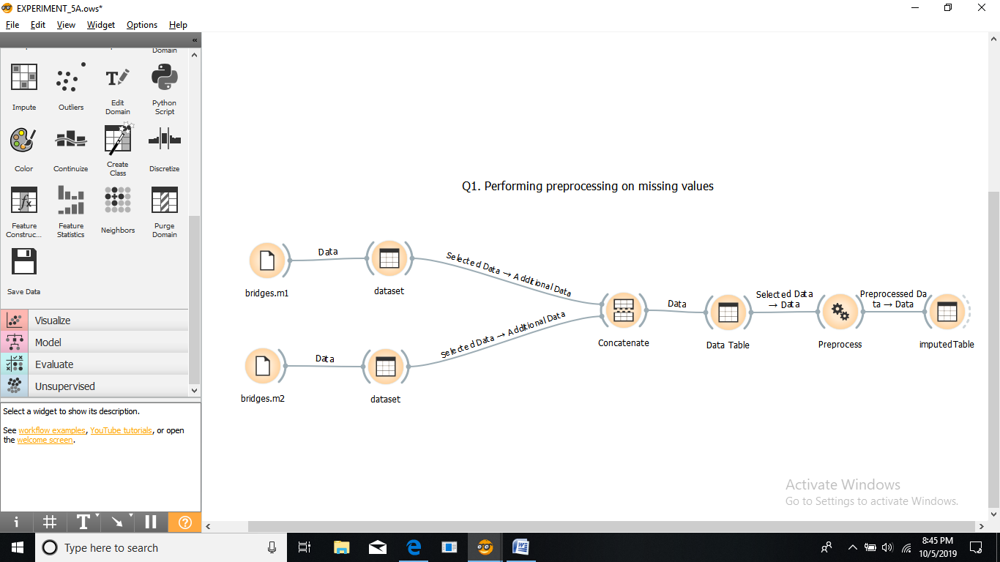 EXPERIMENT_5A.ows*
File Edit View Widget Options Help
Domain
Impute
Outliers
Edit
Domain
Python
Script
Color
Continuize
Create
Class
Discretize
Feature
Construc...
Feature
Statistics
Neighbors
Purge
Domain
Save Data
Visualize
Model
Evaluate
Unsupervised
Select a widget to show its description.
See workflow examples, YouTube tutorials, or open
the welcome screen.
Q1. Performing preprocessing on missing values
bridges.m1
Data
dataset
Selected Data → Additional Data
bridges.m2
Data
dataset
Selected Data → Additional Data
Concatenate
Data
Data Table
Selected Data
→ Data
Preprocess
Preprocessed Da
ta → Data
imputedTable
Activate Windows
Go to Settings to activate Windows.
Type here to search
8:45 PM
10/5/2019